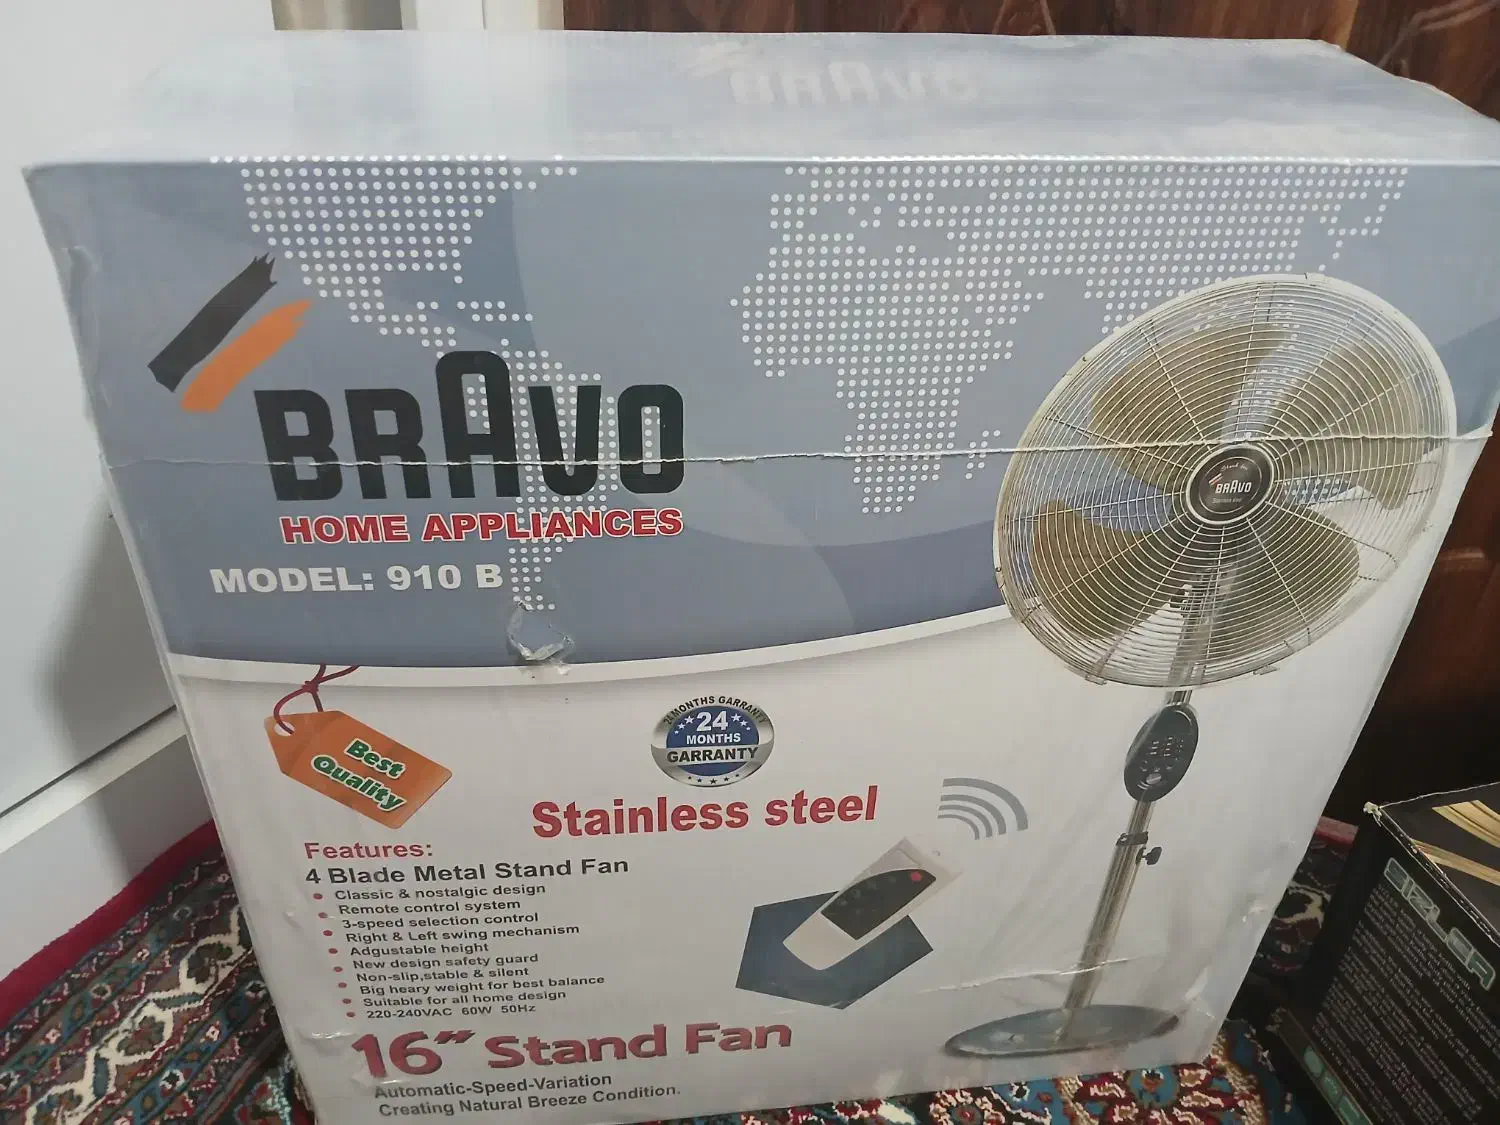 BRAVO
HOME APPLIANCES
MODEL: 910 B
BRAVO
Stainless steel
Best
Quality
24 MONTHS GARRANTY
24
MONTHS
GARRANTY
Stainless steel
Features:
4 Blade Metal Stand Fan
Classic & nostalgic design
Remote control system
3-speed selection control
Right & Left swing mechanism
Adgustable height
New design safety guard
Non-slip,stable & silent
Big heary weight for best balance
Suitable for all home design
220-240VAC 60W 50Hz
16” Stand Fan
Automatic-Speed-Variation
Creating Natural Breeze Condition.